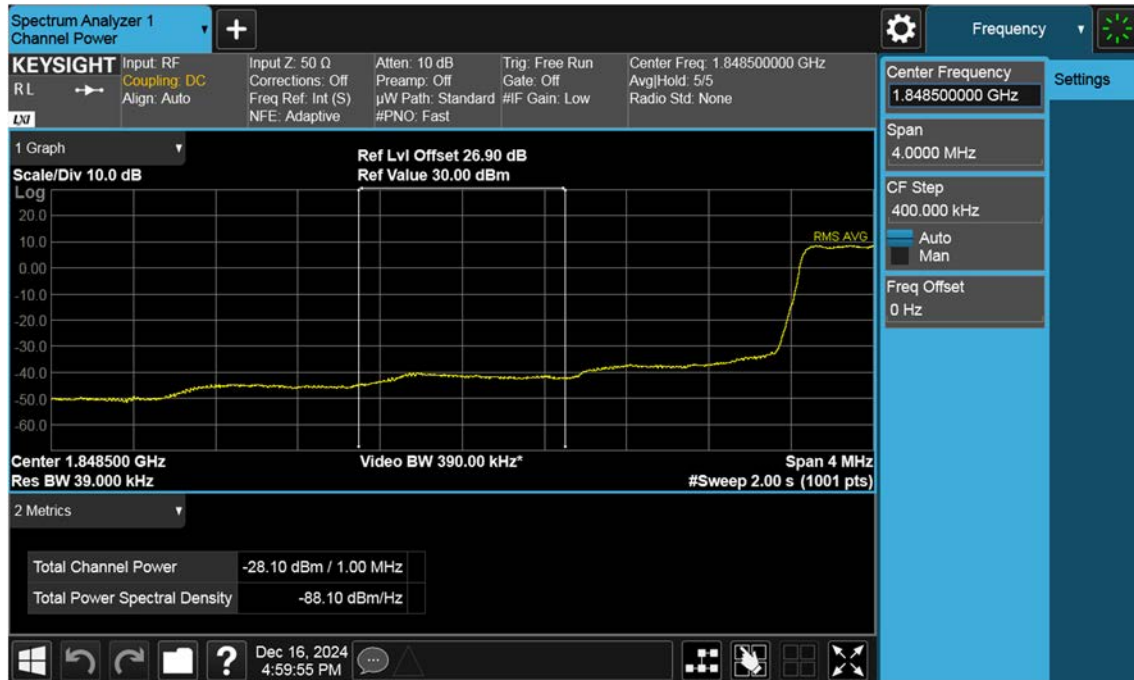 Spectrum Analyzer 1
Channel Power
Frequency
KEYSIGHT
RL
LXI
Input: RF
Coupling: DC
Align: Auto
Input Z: 50 Ω
Corrections: Off
Freq Ref: Int (S)
NFE: Adaptive
Atten: 10 dB
Preamp: Off
µW Path: Standard
#PNO: Fast
Trig: Free Run
Gate: Off
#IF Gain: Low
Center Freq: 1.848500000 GHz
Avg|Hold: 5/5
Radio Std: None
Center Frequency
1.848500000 GHz
Settings
Span
4.0000 MHz
CF Step
400.000 kHz
Auto
Man
Freq Offset
0 Hz
1 Graph
Scale/Div 10.0 dB
Ref Lvl Offset 26.90 dB
Ref Value 30.00 dBm
Log
20.0
10.0
0.00
-10.0
-20.0
-30.0
-40.0
-50.0
-60.0
RMS AVG
Center 1.848500 GHz
Res BW 39.000 kHz
Video BW 390.00 kHz*
Span 4 MHz
#Sweep 2.00 s (1001 pts)
2 Metrics
Total Channel Power -28.10 dBm / 1.00 MHz
Total Power Spectral Density -88.10 dBm/Hz
?
Dec 16, 2024
4:59:55 PM